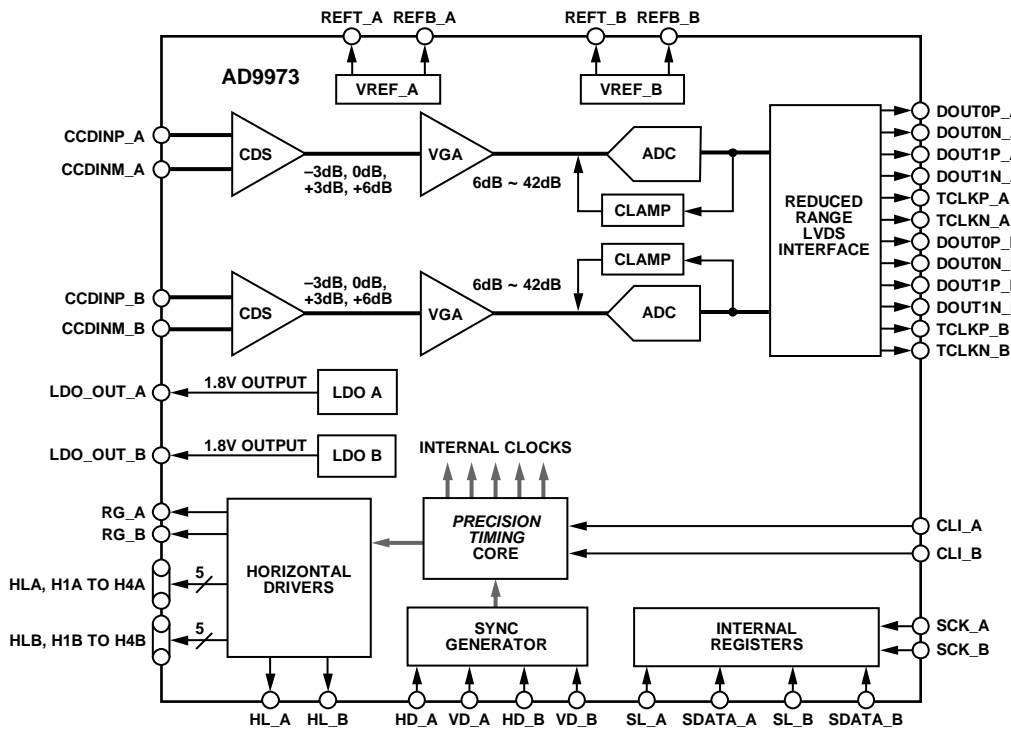 REFT_A REFB_A REFT_B REFB_B
AD9973
VREF_A
VREF_B
CCDINP_A
CCDINM_A
CDS
–3dB, 0dB,
+3dB, +6dB
VGA
6dB ~ 42dB
ADC
CLAMP
CLAMP
CCDINP_B
CCDINM_B
CDS
–3dB, 0dB,
+3dB, +6dB
VGA
6dB ~ 42dB
ADC
REDUCED
RANGE
LVDS
INTERFACE
DOUT0P_A
DOUT0N_A
DOUT1P_A
DOUT1N_A
TCLKP_A
TCLKN_A
DOUT0P_
DOUT0N_
DOUT1P_
DOUT1N_
TCLKP_B
TCLKN_B
LDO_OUT_A
1.8V OUTPUT
LDO A
LDO_OUT_B
1.8V OUTPUT
LDO B
INTERNAL CLOCKS
RG_A
RG_B
HLA, H1A TO H4A
5
HLB, H1B TO H4B
5
HORIZONTAL
DRIVERS
PRECISION
TIMING
CORE
CLI_A
CLI_B
SYNC
GENERATOR
INTERNAL
REGISTERS
SCK_A
SCK_B
HL_A HL_B HD_A VD_A HD_B VD_B SL_A SDATA_A SL_B SDATA_B